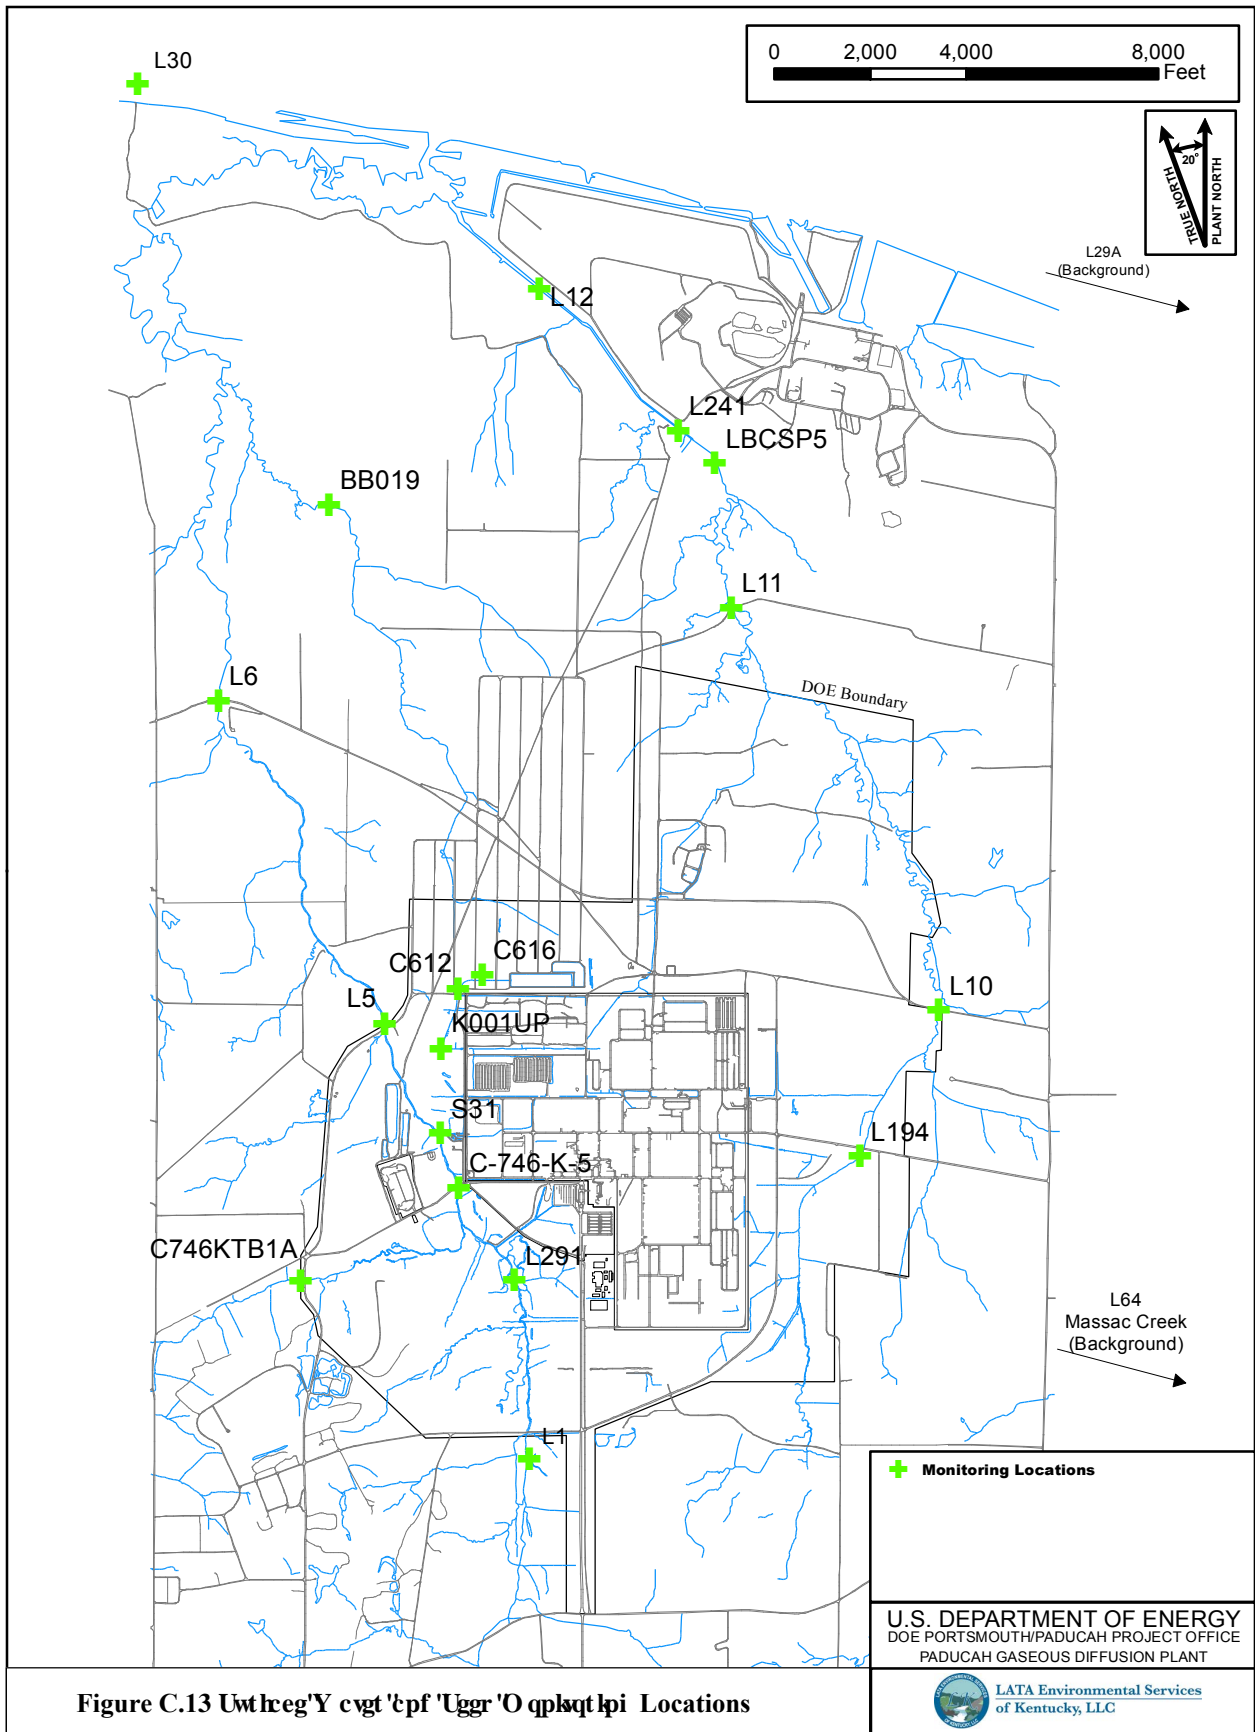 L30
0 2,000 4,000 8,000
Feet
20°
TRUE NORTH
PLANT NORTH
L29A
(Background)
L12
L241
LBCSP5
BB019
L11
L6
DOE Boundary
C616
C612
L5
L10
K001UP
S31
L194
C-746-K-5
C746KTB1A
L291
L64
Massac Creek
(Background)
L1
Monitoring Locations
U.S. DEPARTMENT OF ENERGY
DOE PORTSMOUTH/PADUCAH PROJECT OFFICE
PADUCAH GASEOUS DIFFUSION PLANT
Figure C.13 Locations
LATA Environmental Services
of Kentucky, LLC